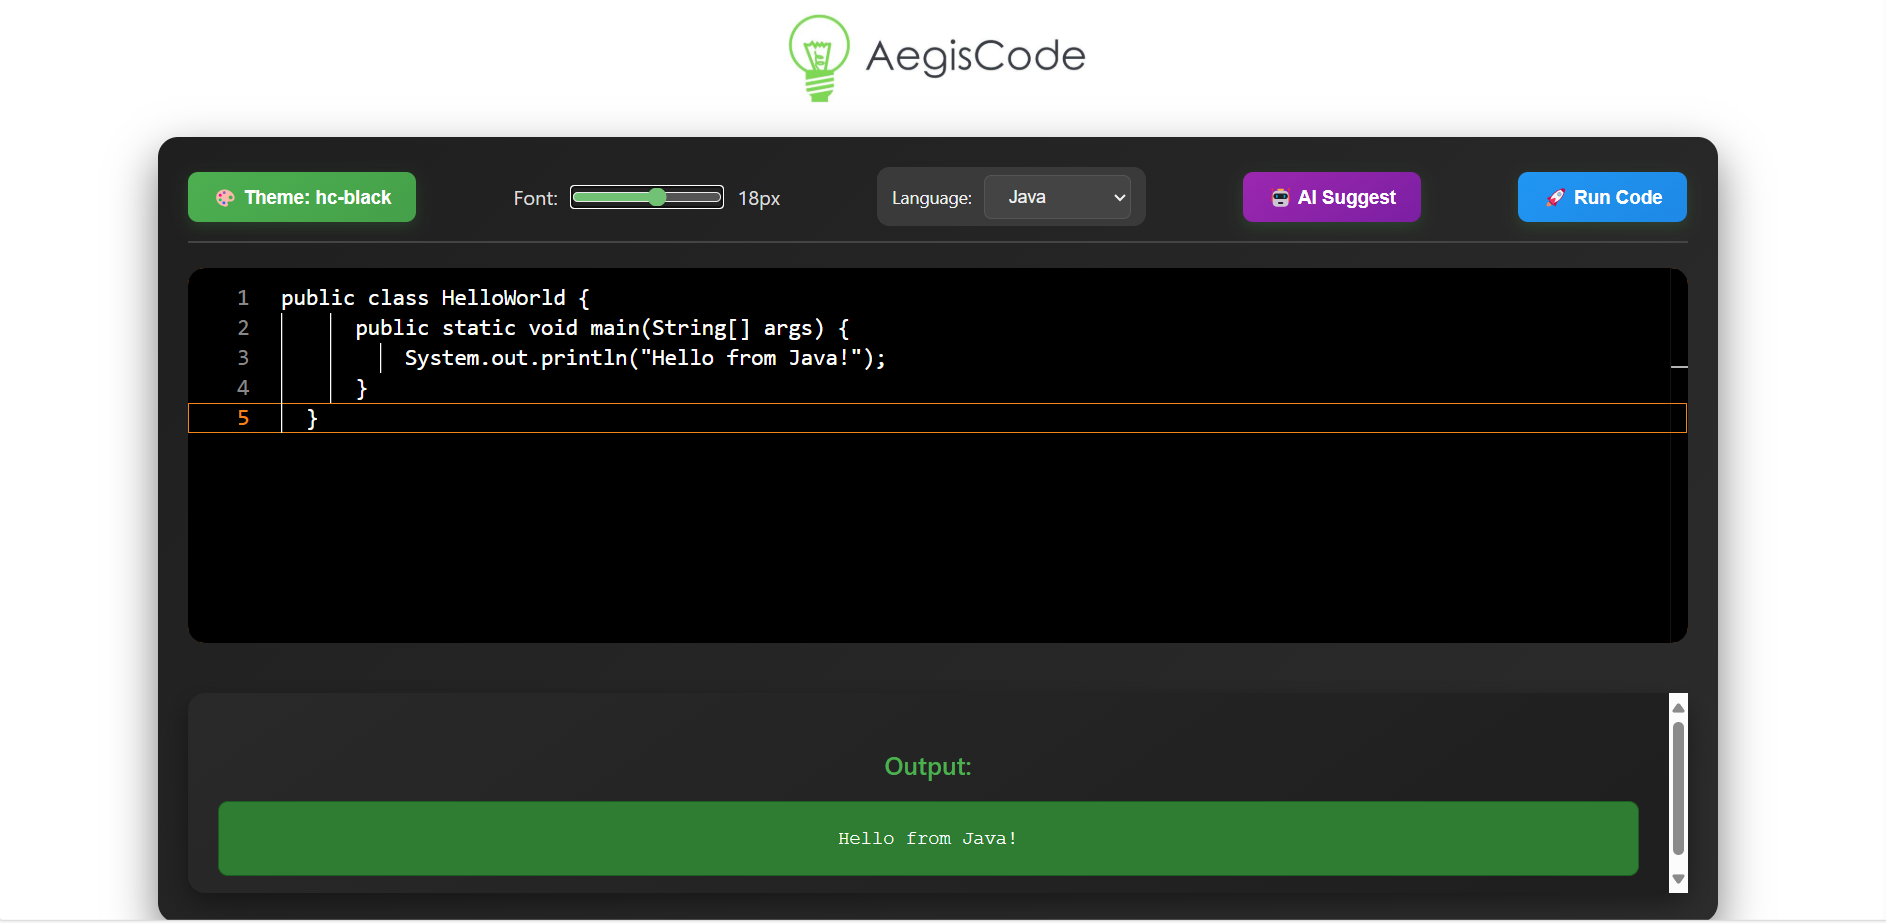 AegisCode
Theme: hc-black
Font:
18px
Language:
Java
AI Suggest
Run Code
1 public class HelloWorld {
2 public static void main(String[] args) {
3 System.out.println("Hello from Java!");
4 }
5 }
Output:
Hello from Java!